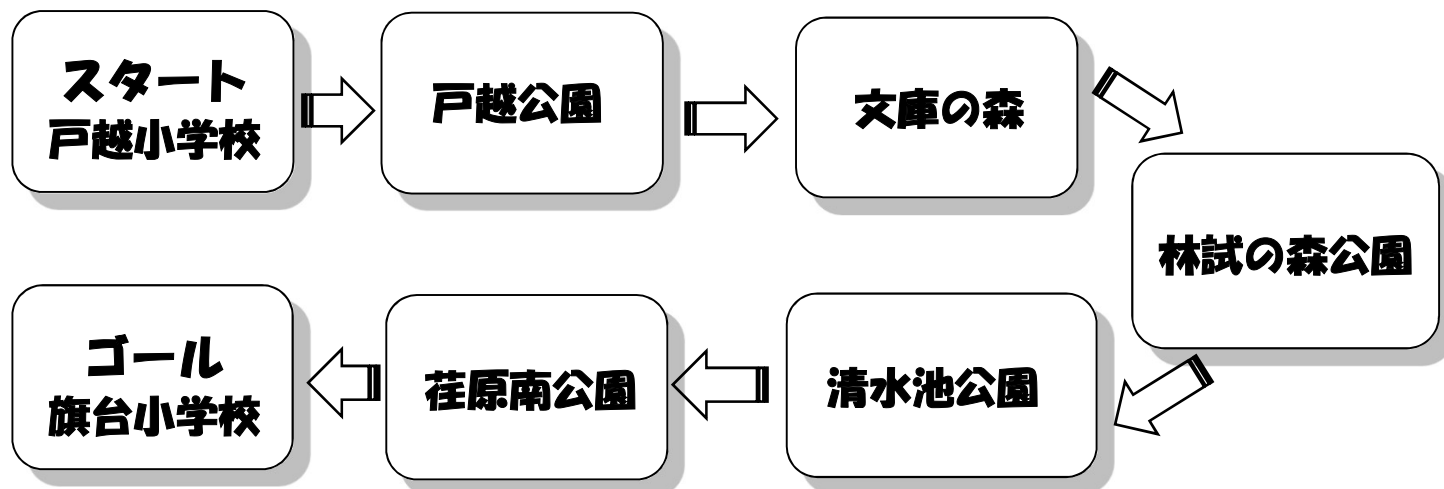 スタート
戸越小学校
戸越公園
文庫の森
林試の森公園
清水池公園
荏原南公園
ゴール
旗台小学校